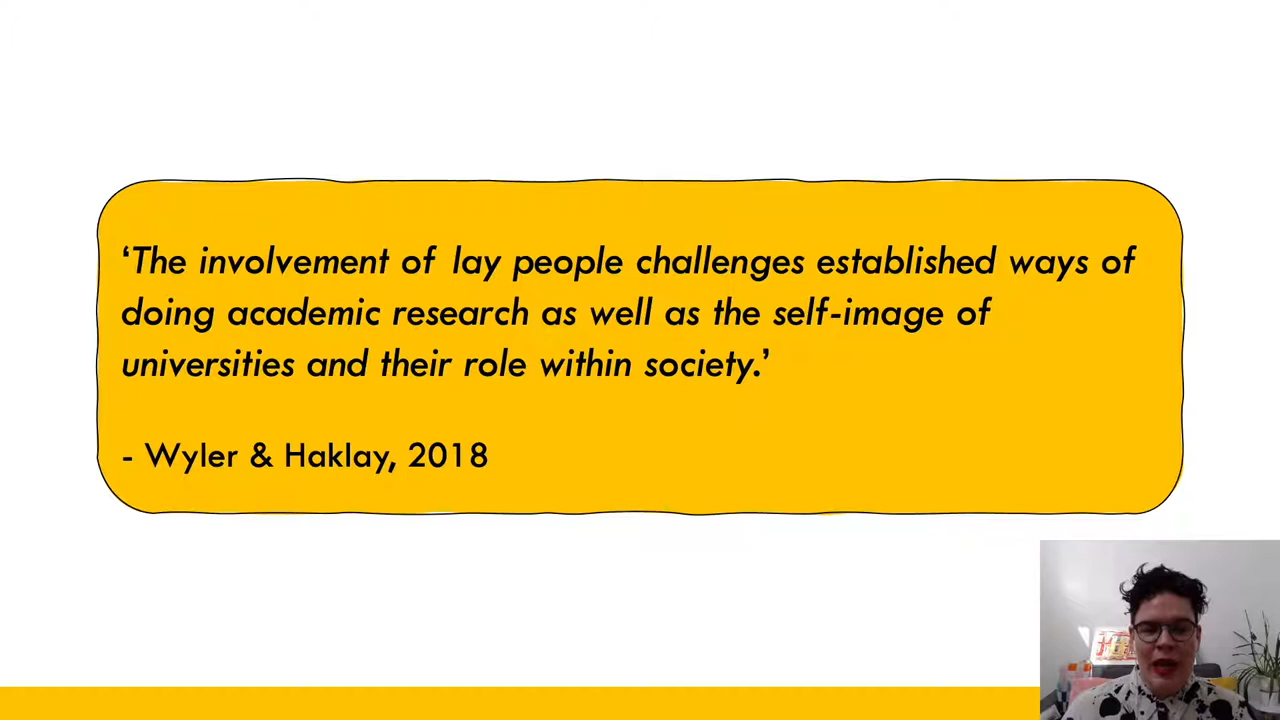 ‘The involvement of lay people challenges established ways of
doing academic research as well as the self-image of
universities and their role within society.’
- Wyler & Haklay, 2018